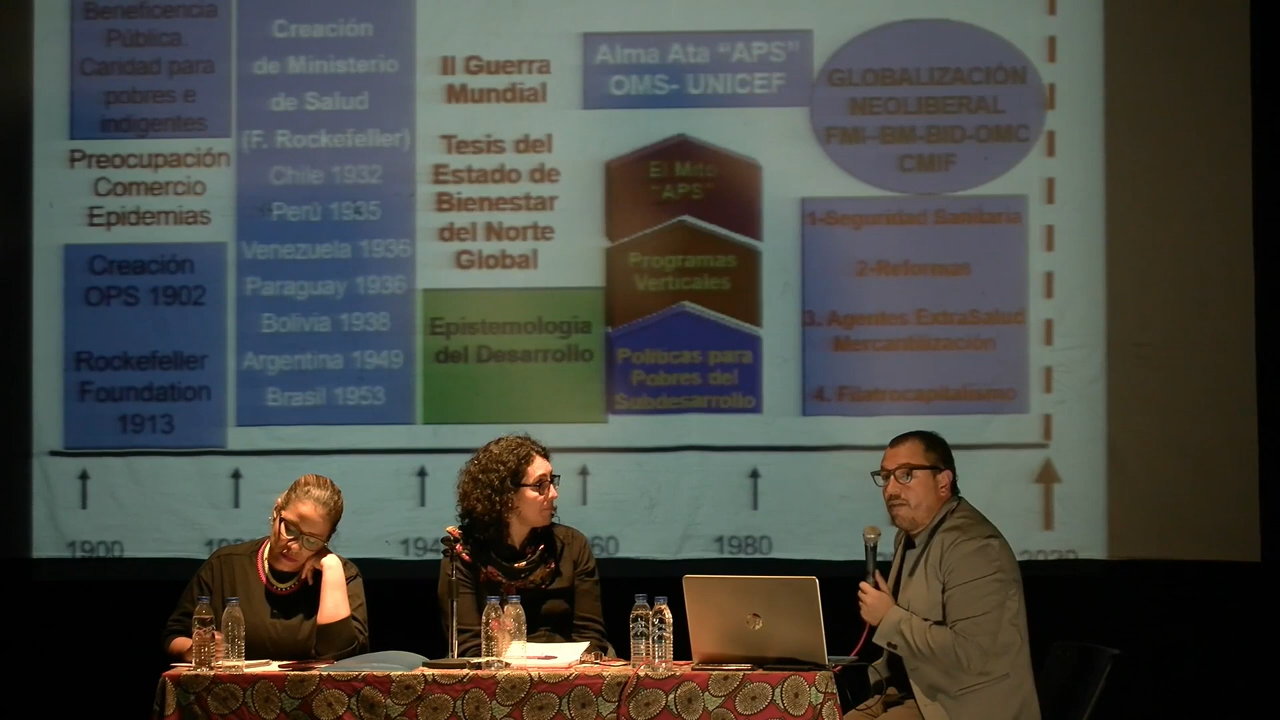 Beneficencia
Pública.
Caridad para
pobres e
indigentes
Preocupación
Comercio
Epidemias
Creación
OPS 1902
Rockefeller
Foundation
1913
Creación
de Ministerio
de Salud
(F. Rockefeller)
Chile 1932
Perú 1935
Venezuela 1936
Paraguay 1936
Bolivia 1938
Argentina 1949
Brasil 1953
II Guerra
Mundial
Tesis del
Estado de
Bienestar
del Norte
Global
Epistemología
del Desarrollo
Alma Ata “APS”
OMS- UNICEF
El Mito
“APS”
Programas
Verticales
Políticas para
Pobres del
Subdesarrollo
GLOBALIZACIÓN
NEOLIBERAL
FMI-BM-BID-OMC
CMIF
1-Seguridad Sanitaria
2-Reformas
3. Agentes ExtraSalud
Mercantilización
4. Filatrocapitalismo
1900
1980
hp